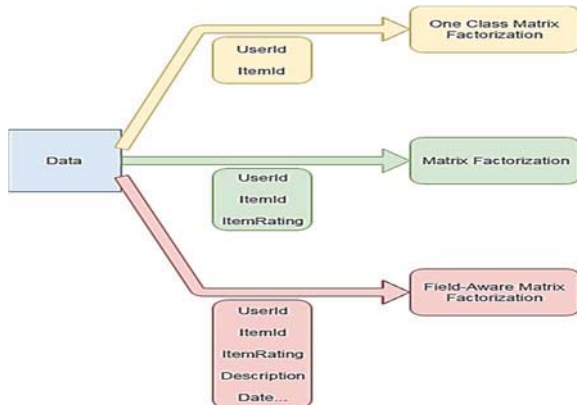 Data
UserId
ItemId
One Class Matrix
Factorization
UserId
ItemId
ItemRating
Matrix Factorization
UserId
ItemId
ItemRating
Description
Date...
Field-Aware Matrix
Factorization